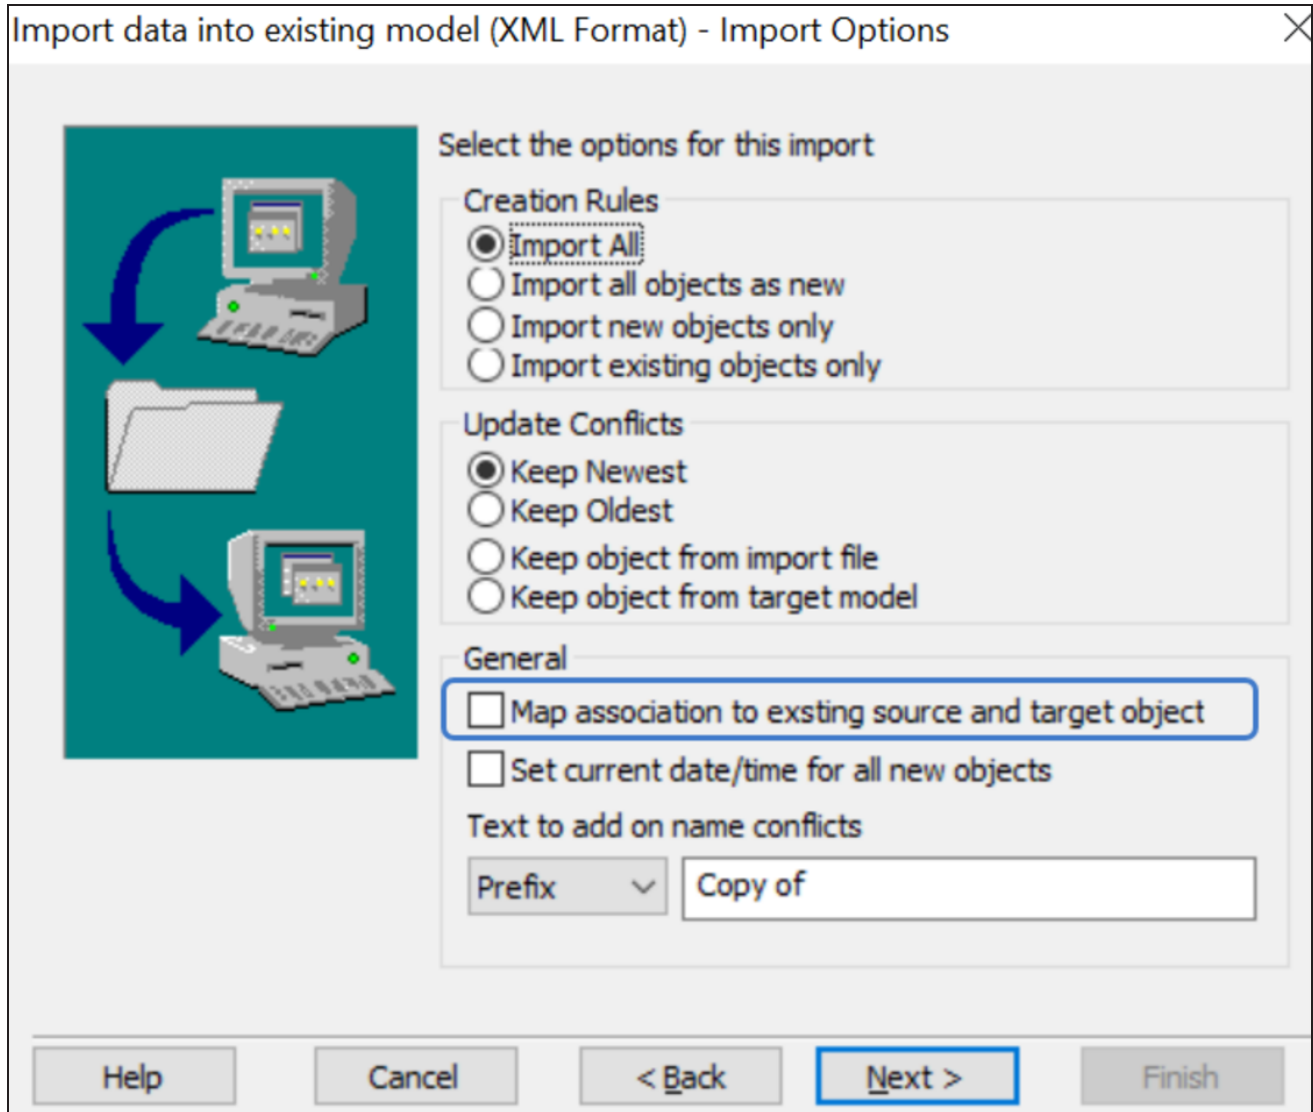 Import data into existing model (XML Format) - Import Options
Select the options for this import
Creation Rules
Import All
Import all objects as new
Import new objects only
Import existing objects only
Update Conflicts
Keep Newest
Keep Oldest
Keep object from import file
Keep object from target model
General
Map association to exsting source and target object
Set current date/time for all new objects
Text to add on name conflicts
Prefix
Copy of
Help
Cancel
< Back
Next >
Finish